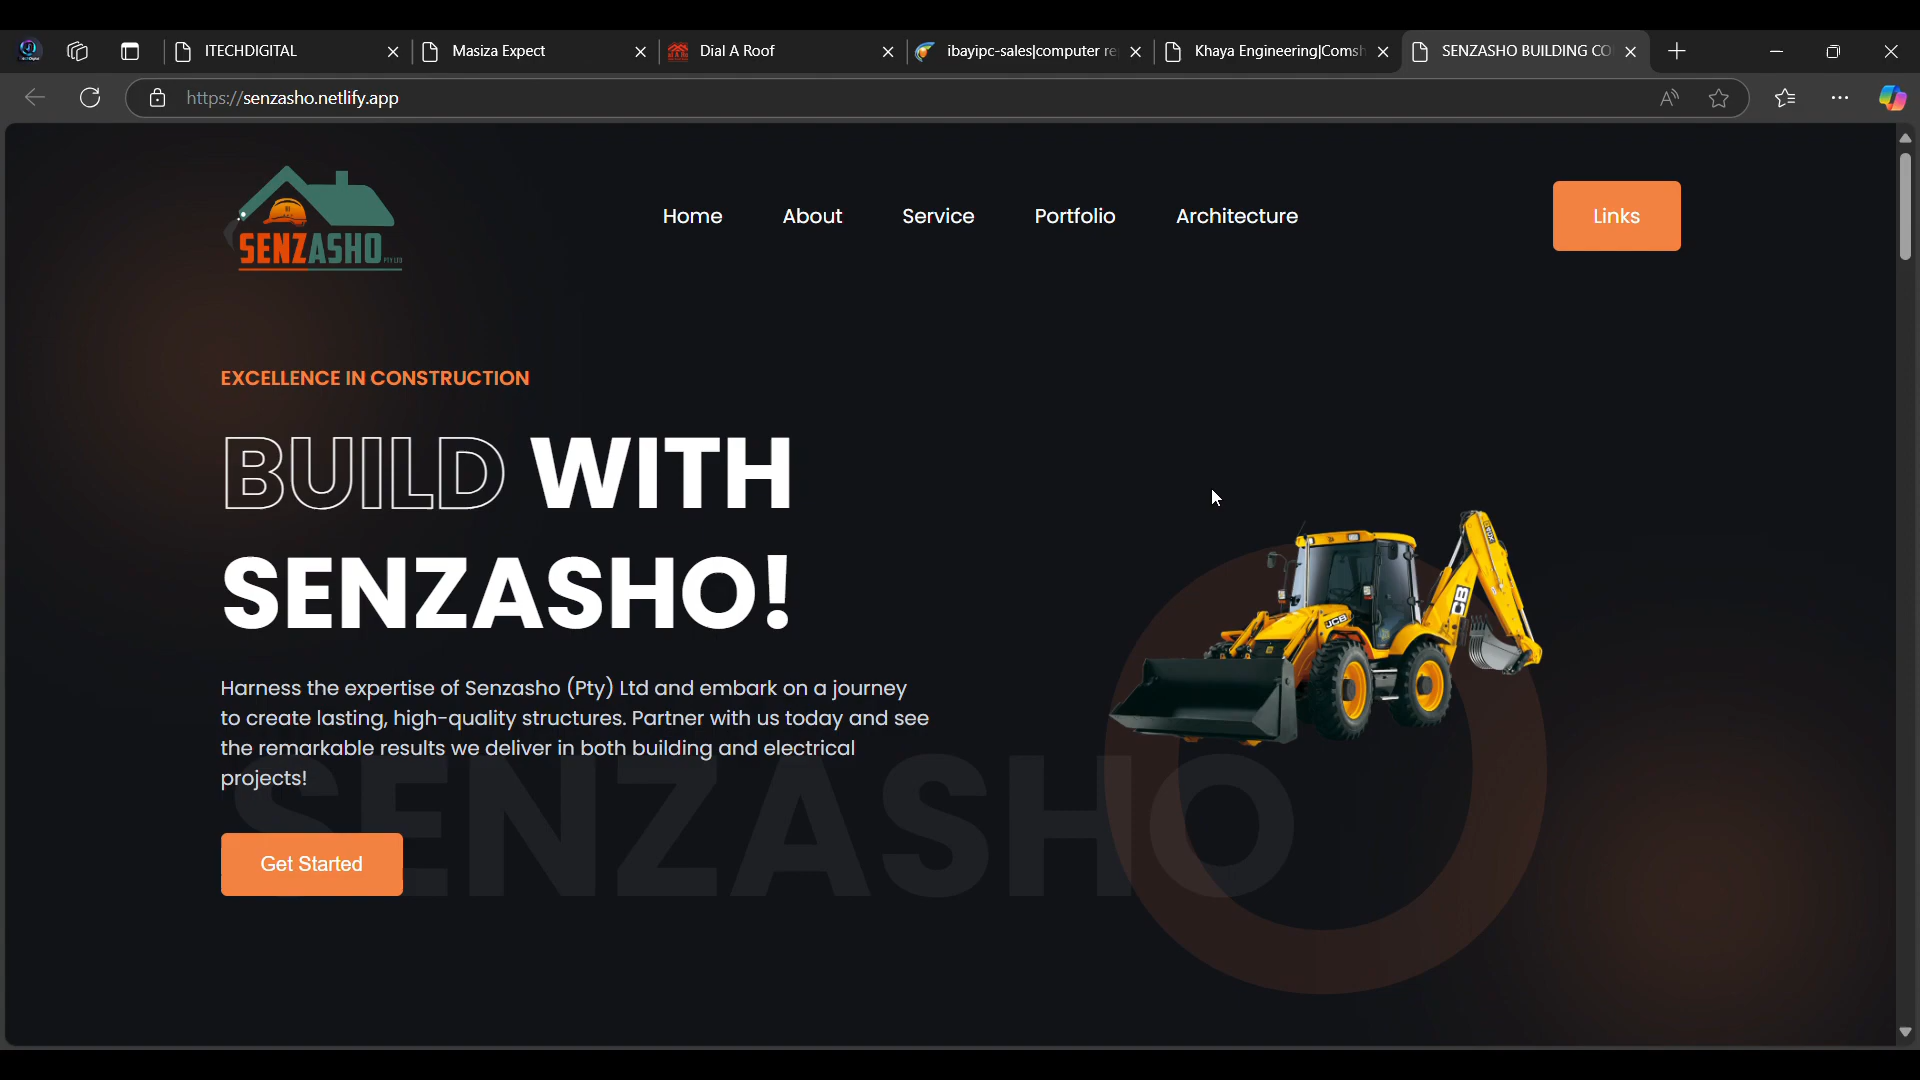 ITECHDIGITAL
Masiza Expect
Dial A Roof
ibayipc-sales|computer re
Khaya Engineering|Comsh
SENZASHO BUILDING CO
https://senzasho.netlify.app
SENZASHO PTY LTD
Home
About
Service
Portfolio
Architecture
Links
EXCELLENCE IN CONSTRUCTION
BUILD WITH
SENZASHO!
JCB
JCB
Harness the expertise of Senzasho (Pty) Ltd and embark on a journey
to create lasting, high-quality structures. Partner with us today and see
the remarkable results we deliver in both building and electrical
projects!
SENZASHO
Get Started